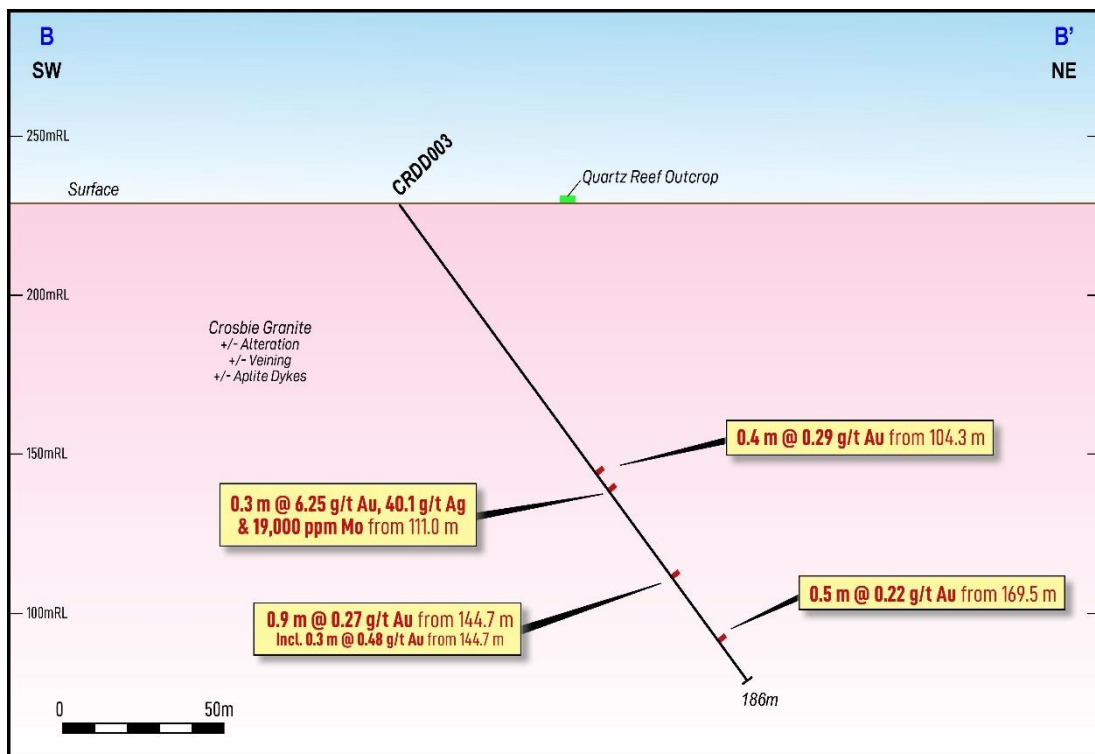 B
SW
B'
NE
250mRL
CRDD003
Quartz Reef Outcrop
Surface
200mRL
Crosbie Granite
+/- Alteration
+/- Veining
+/- Aplite Dykes
150mRL
0.4 m @ 0.29 g/t Au from 104.3 m
0.3 m @ 6.25 g/t Au, 40.1 g/t Ag
& 19,000 ppm Mo from 111.0 m
100mRL
0.5 m @ 0.22 g/t Au from 169.5 m
0.9 m @ 0.27 g/t Au from 144.7 m
Incl. 0.3 m @ 0.48 g/t Au from 144.7 m
186m
0 50m